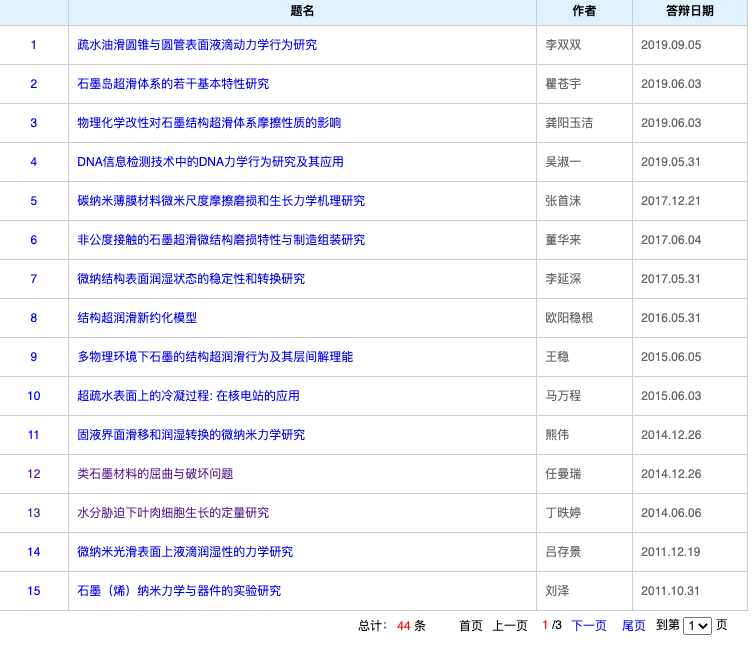 题名 作者 答辩日期
1 疏水油滑圆锥与圆管表面液滴动力学行为研究 李双双 2019.09.05
2 石墨岛超滑体系的若干基本特性研究 瞿苍宇 2019.06.03
3 物理化学改性对石墨结构超滑体系摩擦性质的影响 龚阳玉洁 2019.06.03
4 DNA信息检测技术中的DNA力学行为研究及其应用 吴淑一 2019.05.31
5 碳纳米薄膜材料微米尺度摩擦磨损和生长力学机理研究 张首沫 2017.12.21
6 非公度接触的石墨超滑微结构磨损特性与制造组装研究 董华来 2017.06.04
7 微纳结构表面润湿状态的稳定性和转换研究 李延深 2017.05.31
8 结构超润滑新约化模型 欧阳稳根 2016.05.31
9 多物理环境下石墨的结构超润滑行为及其层间解理能 王稳 2015.06.05
10 超疏水表面上的冷凝过程: 在核电站的应用 马万程 2015.06.03
11 固液界面滑移和润湿转换的微纳米力学研究 熊伟 2014.12.26
12 类石墨材料的屈曲与破坏问题 任曼瑞 2014.12.26
13 水分胁迫下叶肉细胞生长的定量研究 丁昳婷 2014.06.06
14 微纳米光滑表面上液滴润湿性的力学研究 吕存景 2011.12.19
15 石墨（烯）纳米力学与器件的实验研究 刘泽 2011.10.31
总计： 44 条 首页 上一页 1 /3 下一页 尾页 到第 1 页